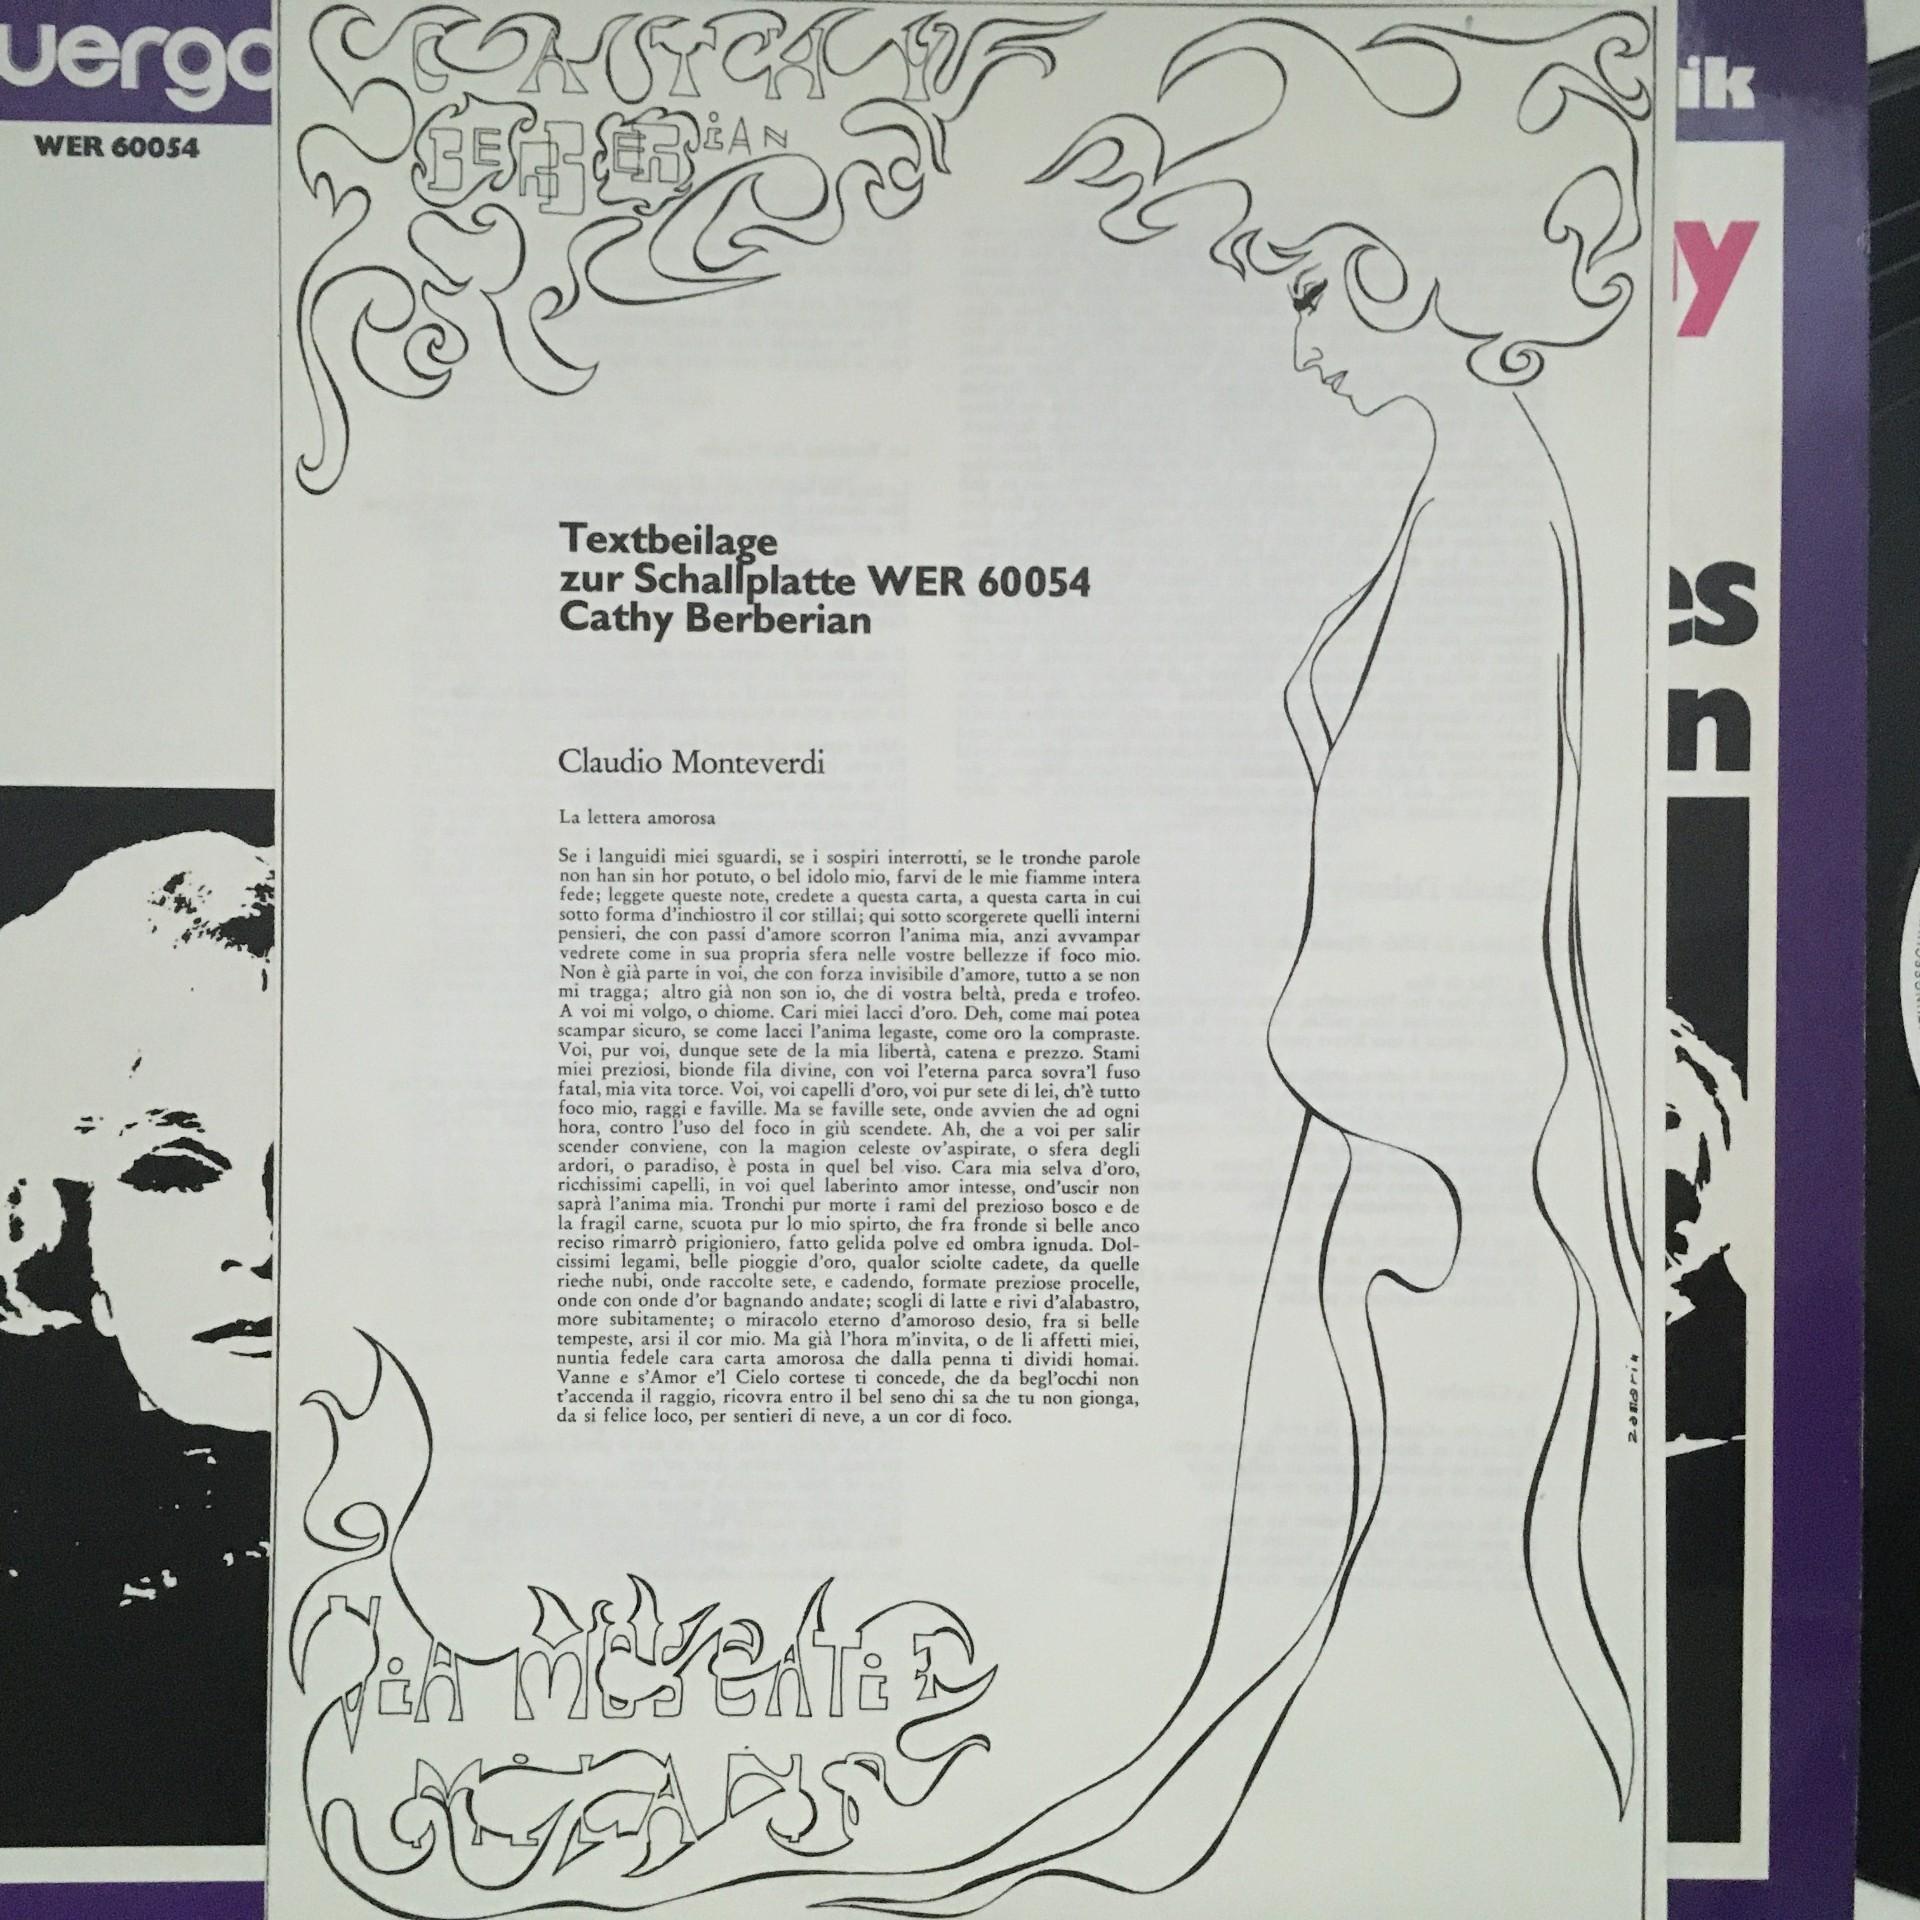 wergo
WER 60054
CATHY
BERBERiAN
ik
y
es
n
Textbeilage
zur Schallplatte WER 60054
Cathy Berberian
Claudio Monteverdi
La lettera amorosa
Se i languidi miei sguardi, se i sospiri interrotti, se le tronche parole
non han sin hor potuto, o bel idolo mio, farvi de le mie fiamme intera
fede; leggete queste note, credete a questa carta, a questa carta in cui
sotto forma d'inchiostro il cor stillai; qui sotto scorgerete quelli interni
pensieri, che con passi d'amore scorron l'anima mia, anzi avvampar
vedrete come in sua propria sfera nelle vostre bellezze if foco mio.
Non è già parte in voi, che con forza invisibile d'amore, tutto a se non
mi tragga; altro già non son io, che di vostra beltà, preda e trofeo.
A voi mi volgo, o chiome. Cari miei lacci d'oro. Deh, come mai potea
scampar sicuro, se come lacci l'anima legaste, come oro la compraste.
Voi, pur voi, dunque sete de la mia libertà, catena e prezzo. Stami
miei preziosi, bionde fila divine, con voi l'eterna parca sovra'l fuso
fatal, mia vita torce. Voi, voi capelli d'oro, voi pur sete di lei, ch'è tutto
foco mio, raggi e faville. Ma se faville sete, onde avvien che ad ogni
hora, contro l'uso del foco in giù scendete. Ah, che a voi per salir
scender conviene, con la magion celeste ov'aspirate, o sfera degli
ardori, o paradiso, è posta in quel bel viso. Cara mia selva d'oro,
ricchissimi capelli, in voi quel laberinto amor intesse, ond'uscir non
saprà l'anima mia. Tronchi pur morte i rami del prezioso bosco e de
la fragil carne, scuota pur lo mio spirto, che fra fronde si belle anco
reciso rimarrò prigioniero, fatto gelida polve ed ombra ignuda. Dol-
cissimi legami, belle pioggie d'oro, qualor sciolte cadete, da quelle
rieche nubi, onde raccolte sete, e cadendo, formate preziose procelle,
onde con onde d'or bagnando andate; scogli di latte e rivi d'alabastro,
more subitamente; o miracolo eterno d'amoroso desio, fra si belle
tempeste, arsi il cor mio. Ma già l'hora m'invita, o de li affetti miei,
nuntia fedele cara carta amorosa che dalla penna ti dividi homai.
Vanne e s'Amor e'l Cielo cortese ti concede, che da begl'occhi non
t'accenda il raggio, ricovra entro il bel seno chi sa che tu non gionga,
da si felice loco, per sentieri di neve, a un cor di foco.
zamarin